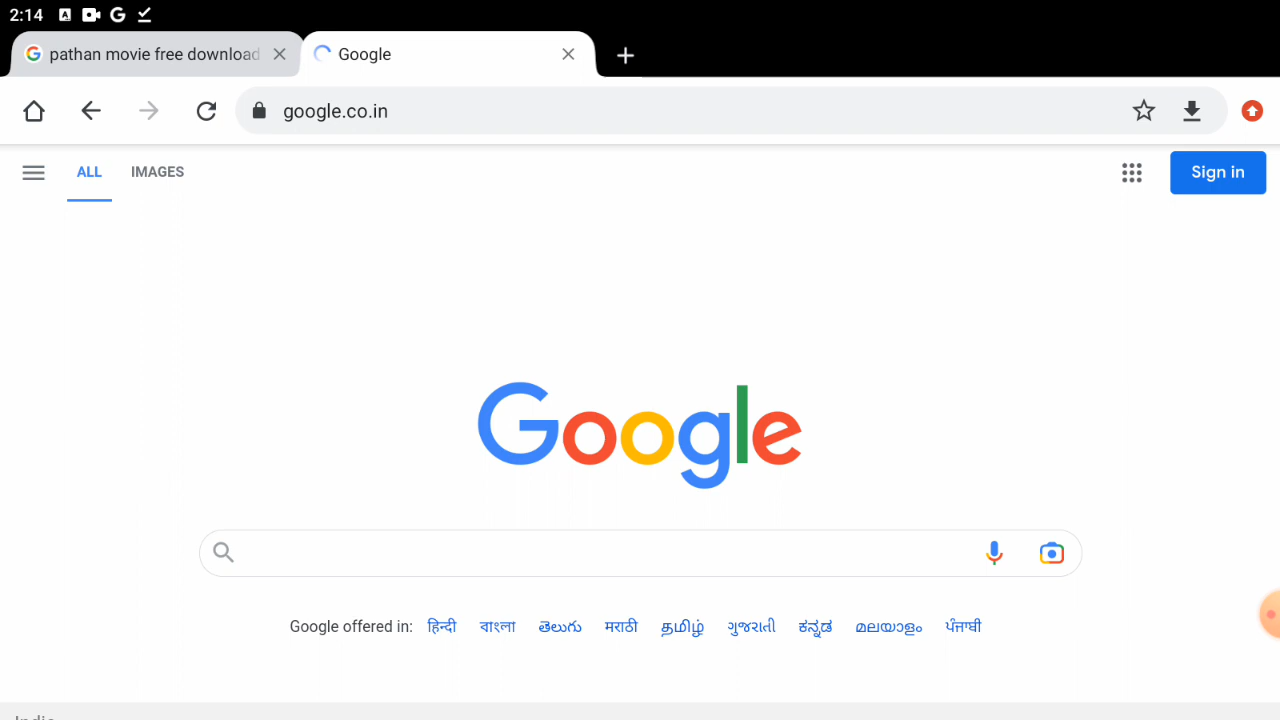 2:14
pathan movie free download
Google
google.co.in
ALL IMAGES
Sign in
Google
Google offered in: हिन्दी বাংলা తెలుగు मराठी தமிழ் ગુજરાતી ಕನ್ನಡ മലയാളം ਪੰਜਾਬੀ
India